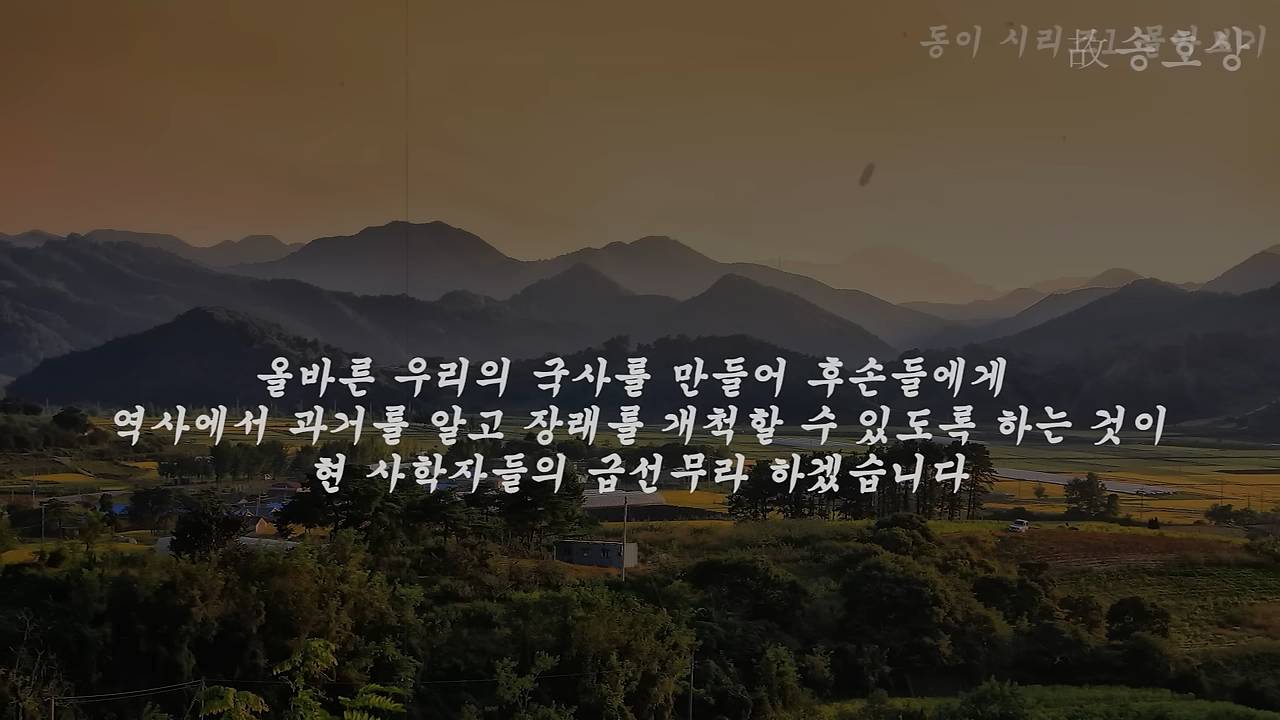 동이 시리
故 송호상
올바른 우리의 국사를 만들어 후손들에게
역사에서 과거를 알고 장래를 개척할 수 있도록 하는 것이
현 사학자들의 급선무라 하겠습니다